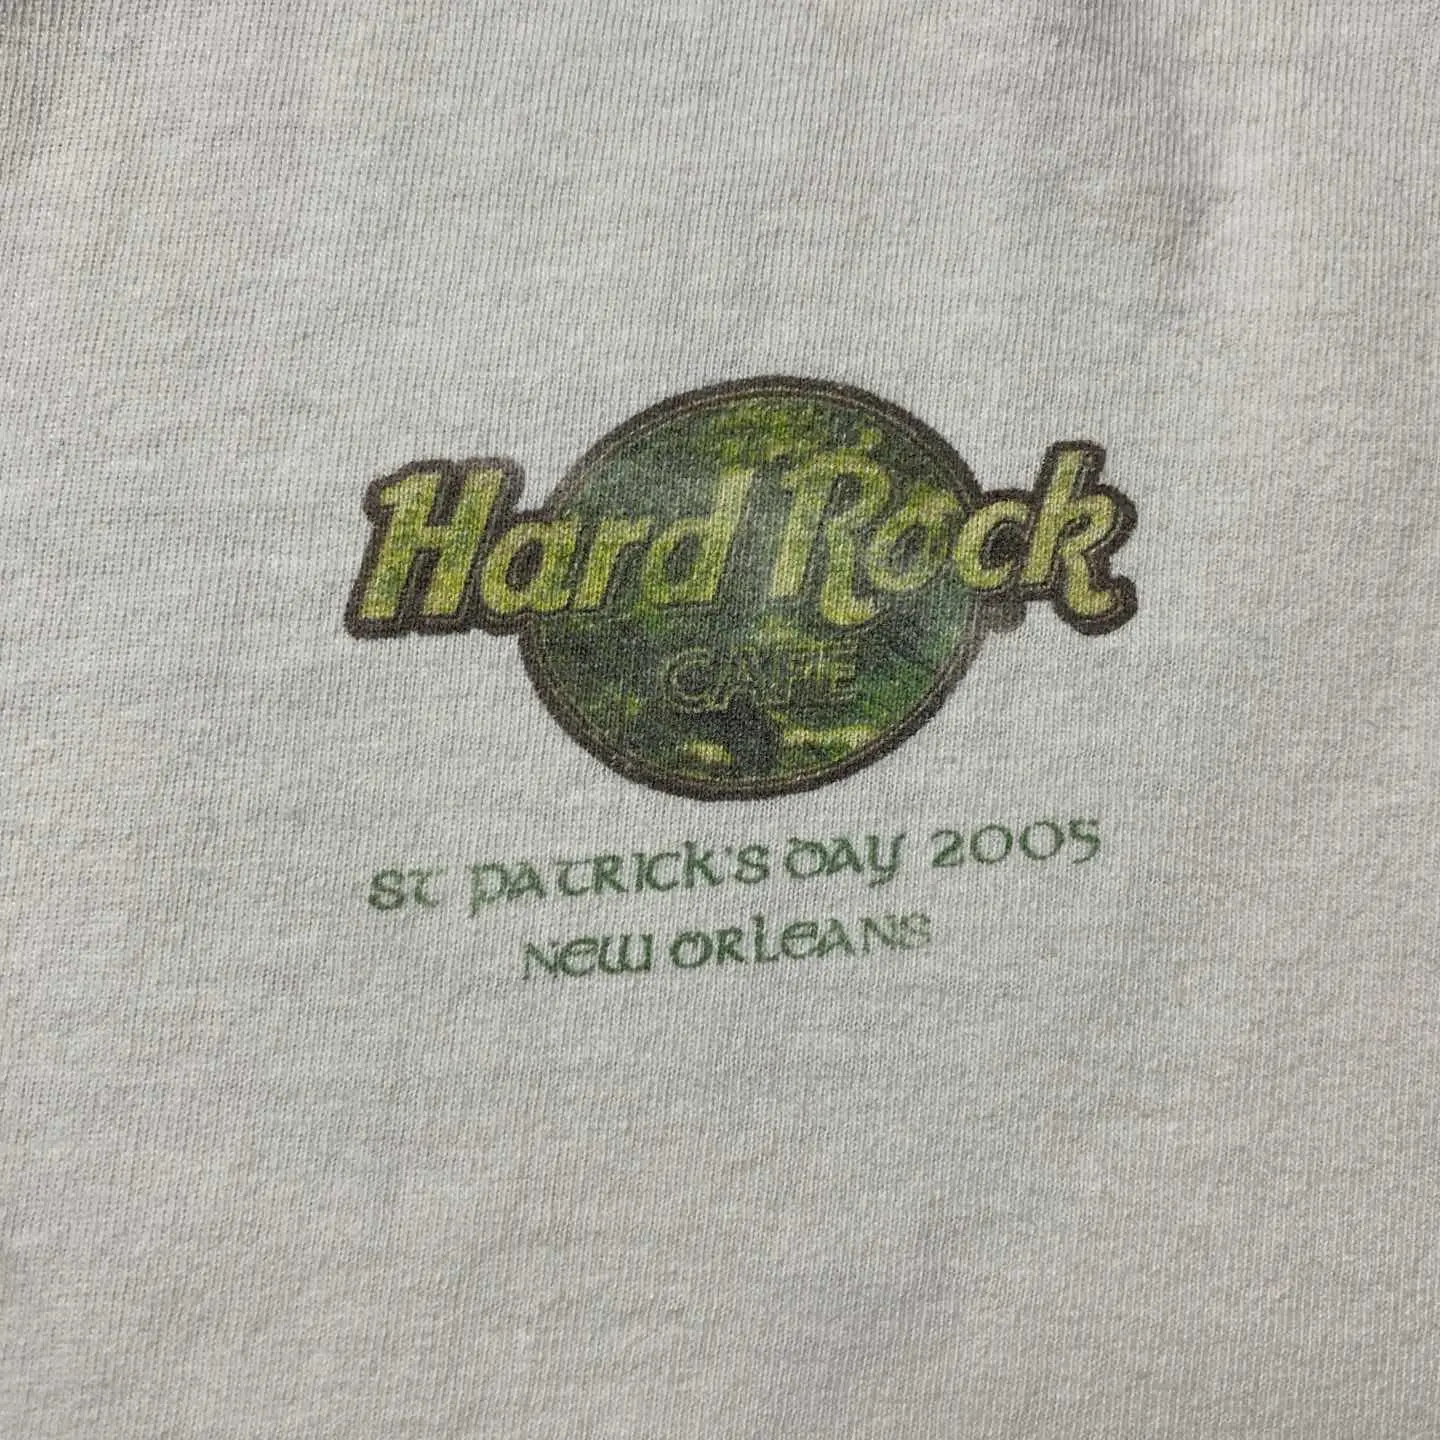 Hard Rock
CAFE
ST PATRICK'S DAY 2005
NEW ORLEANS